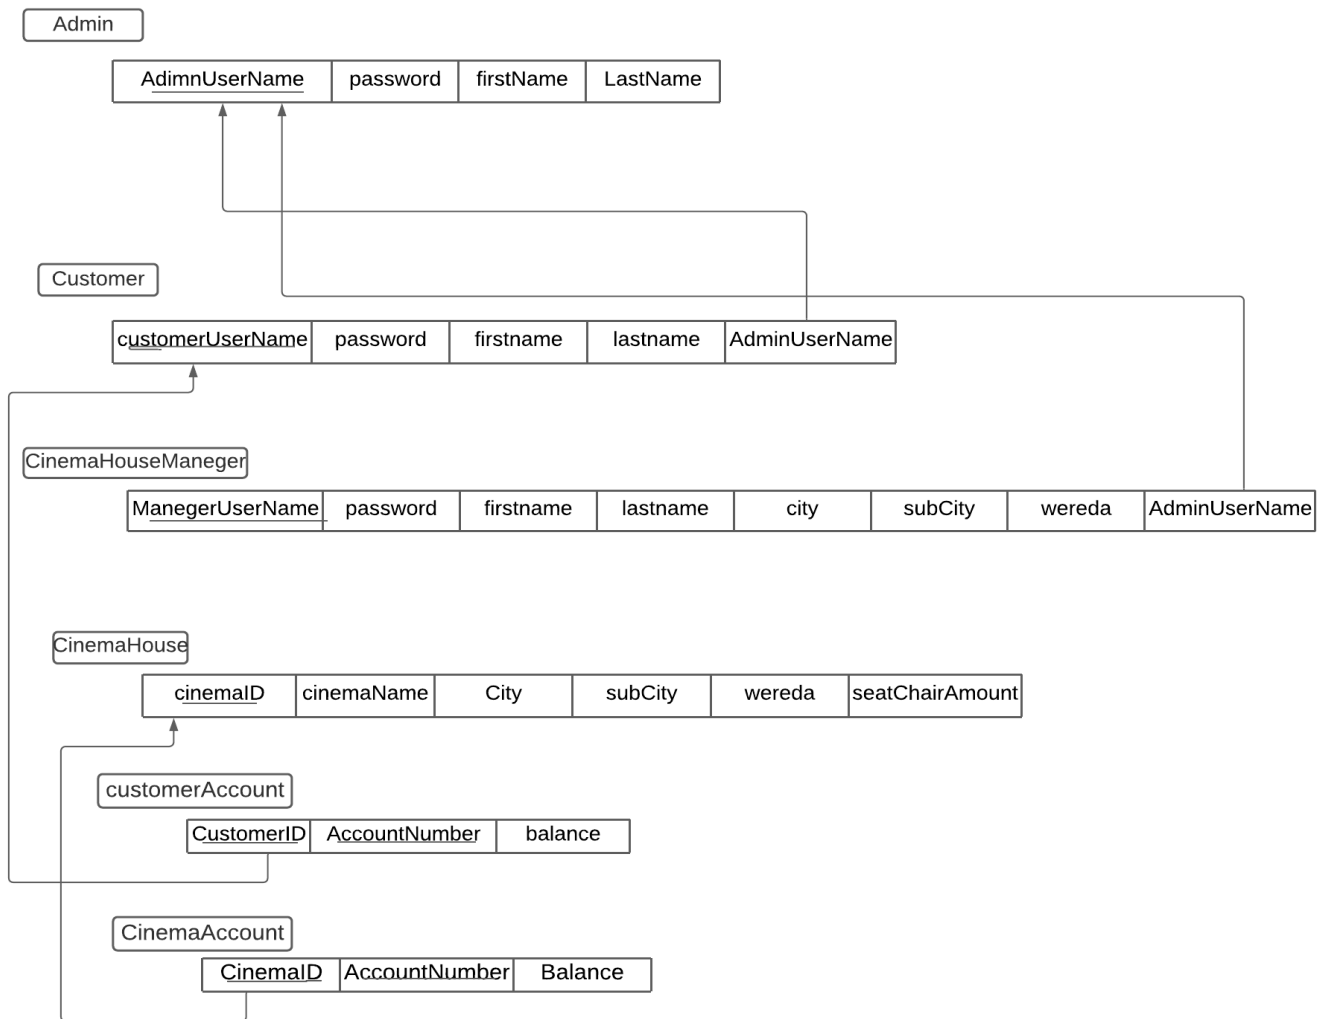 Admin
AdimnUserName password firstName LastName
Customer
customerUserName password firstname lastname AdminUserName
CinemaHouseManeger
ManegerUserName password firstname lastname city subCity wereda AdminUserName
CinemaHouse
cinemaID cinemaName City subCity wereda seatChairAmount
customerAccount
CustomerID AccountNumber balance
CinemaAccount
CinemaID AccountNumber Balance